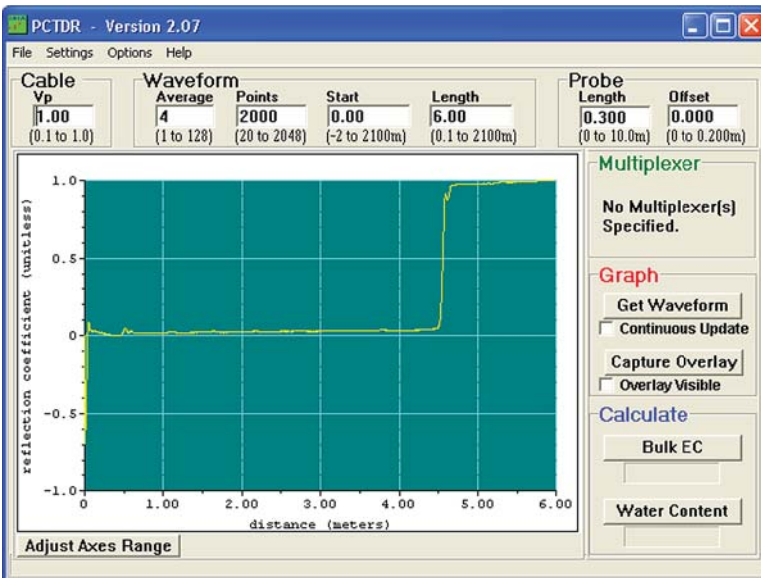 PCTDR - Version 2.07
File Settings Options Help
Cable
Vp
1.00
(0.1 to 1.0)
Waveform
Average Points Start Length
4 2000 0.00 6.00
(1 to 128) (20 to 2048) (-2 to 2100m) (0.1 to 2100m)
Probe
Length Offset
0.300 0.000
(0 to 10.0m) (0 to 0.200m)
reflection coefficient (unitless)
1.0
0.5
0
-0.5
-1.0
0 1.00 2.00 3.00 4.00 5.00 6.00
distance (meters)
Adjust Axes Range
Multiplexer
No Multiplexer(s)
Specified.
Graph
Get Waveform
Continuous Update
Capture Overlay
Overlay Visible
Calculate
Bulk EC
Water Content